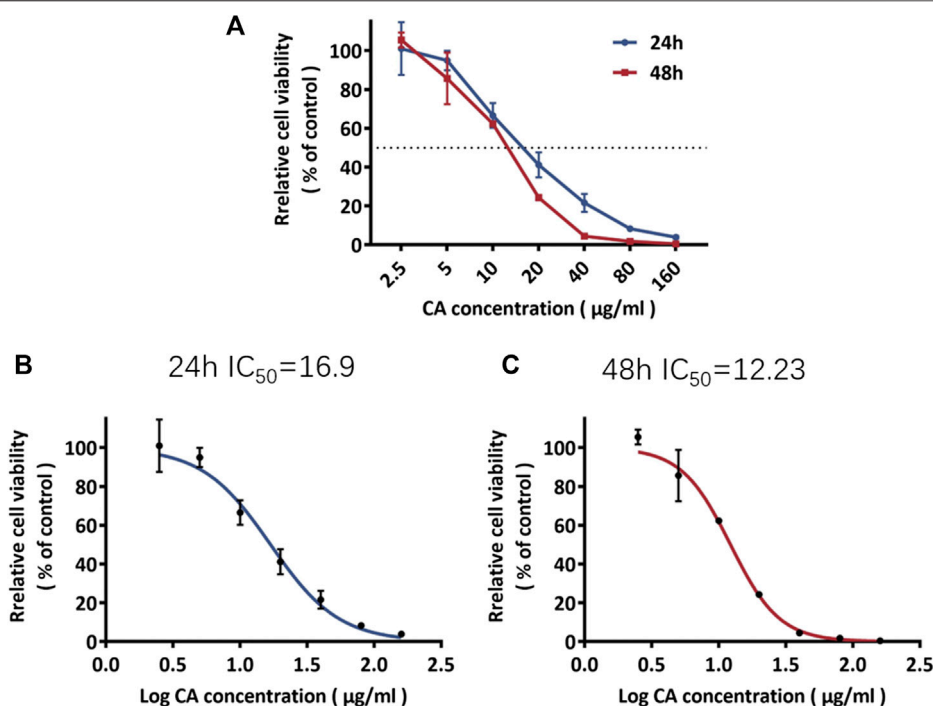 A
Rrelative cell viability
( % of control )
100
80
60
40
20
0
24h
48h
2.5
5
10
20
40
80
160
CA concentration ( μg/ml )
B
24h IC₅₀=16.9
Rrelative cell viability
( % of control )
100
80
60
40
20
0
0.0
0.5
1.0
1.5
2.0
2.5
Log CA concentration ( μg/ml )
C
48h IC₅₀=12.23
Rrelative cell viability
( % of control )
100
80
60
40
20
0
0.0
0.5
1.0
1.5
2.0
2.5
Log CA concentration ( μg/ml )